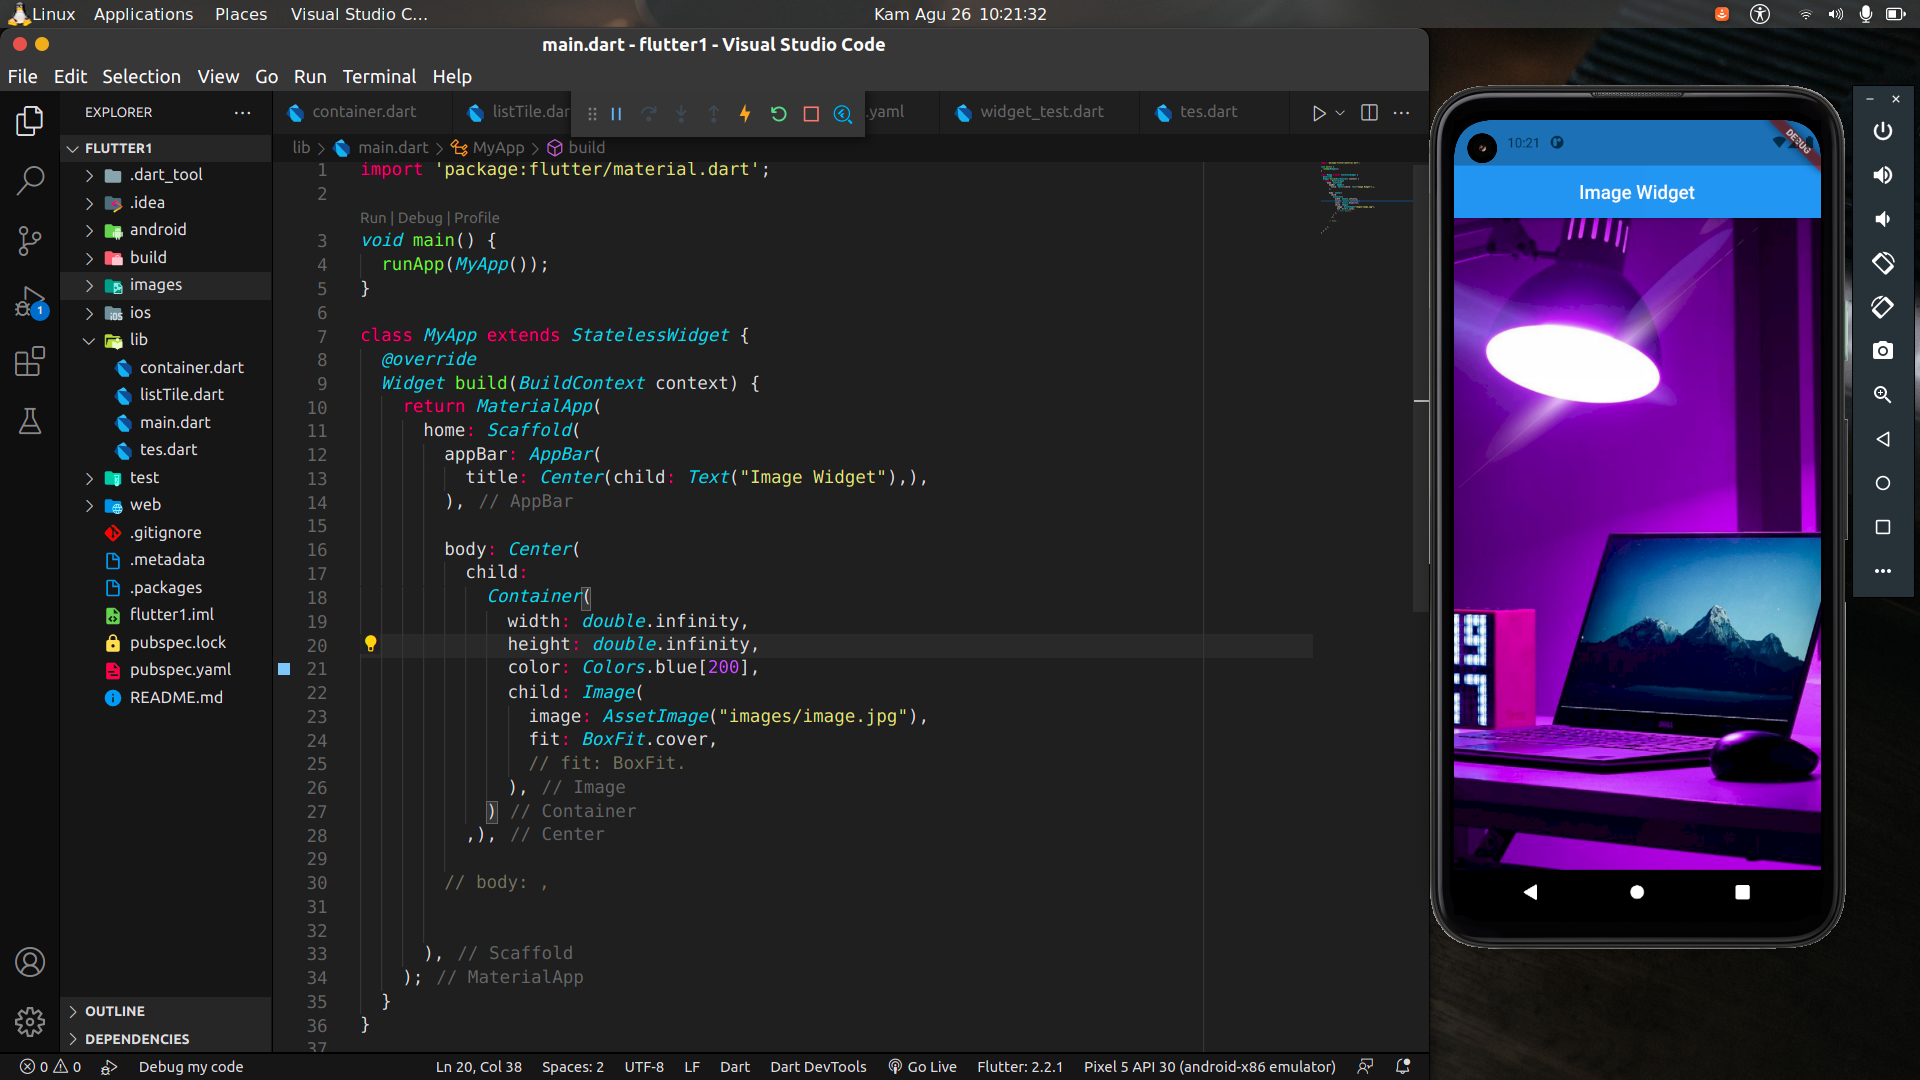 Linux Applications Places Visual Studio C... Kam Agu 26 10:21:32
main.dart - flutter1 - Visual Studio Code
File Edit Selection View Go Run Terminal Help
EXPLORER
container.dart listTile.dar .yaml widget_test.dart tes.dart
FLUTTER1
lib > main.dart > MyApp > build
.dart_tool
.idea
android
build
images
ios
lib
container.dart
listTile.dart
main.dart
tes.dart
test
web
.gitignore
.metadata
.packages
flutter1.iml
pubspec.lock
pubspec.yaml
README.md
OUTLINE
DEPENDENCIES
1 import 'package:flutter/material.dart';
2
Run | Debug | Profile
3 void main() {
4 runApp(MyApp());
5 }
6
7 class MyApp extends StatelessWidget {
8 @override
9 Widget build(BuildContext context) {
10 return MaterialApp(
11 home: Scaffold(
12 appBar: AppBar(
13 title: Center(child: Text("Image Widget"),),
14 ), // AppBar
15
16 body: Center(
17 child:
18 Container(
19 width: double.infinity,
20 height: double.infinity,
21 color: Colors.blue[200],
22 child: Image(
23 image: AssetImage("images/image.jpg"),
24 fit: BoxFit.cover,
25 // fit: BoxFit.
26 ), // Image
27 ) // Container
28 ,), // Center
29
30 // body: ,
31
32
33 ), // Scaffold
34 ); // MaterialApp
35 }
36 }
37
1
10:21
DEBUG
Image Widget
DELL
0 0 Debug my code Ln 20, Col 38 Spaces: 2 UTF-8 LF Dart Dart DevTools Go Live Flutter: 2.2.1 Pixel 5 API 30 (android-x86 emulator)